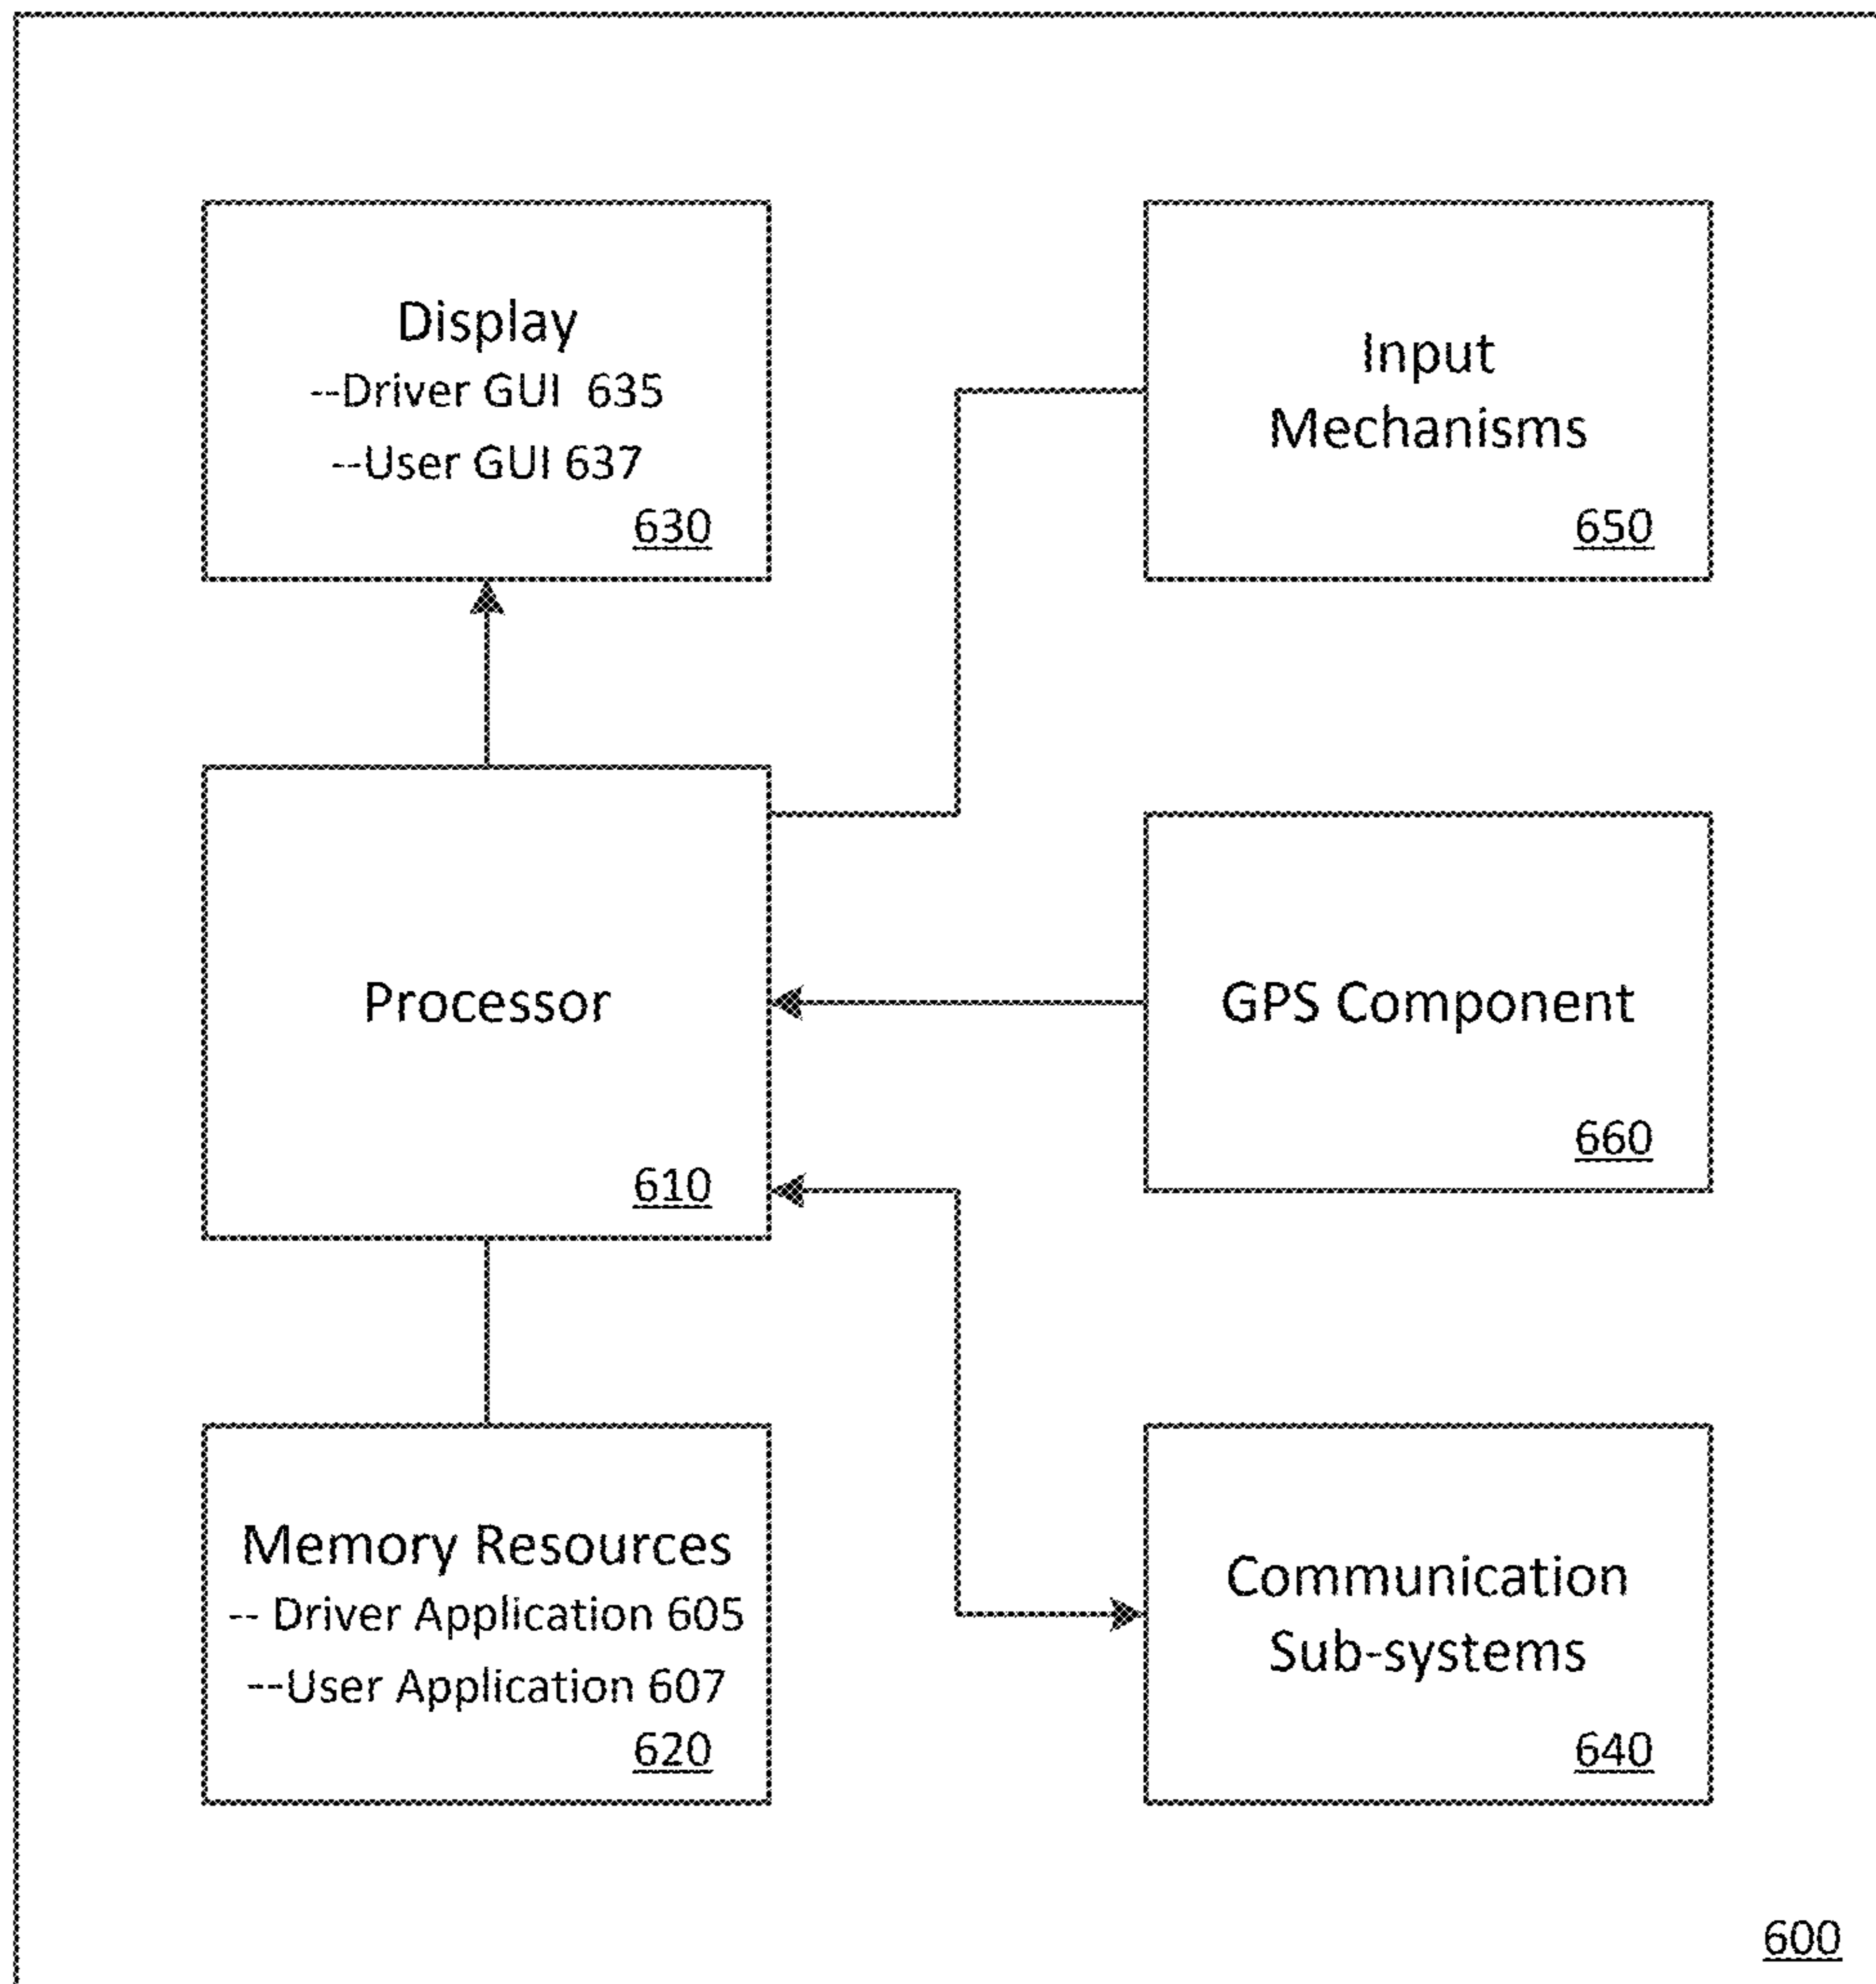 Display
--Driver GUI 635
--User GUI 637
630
Input
Mechanisms
650
Processor
610
GPS Component
660
Memory Resources
-- Driver Application 605
--User Application 607
620
Communication
Sub-systems
640
600